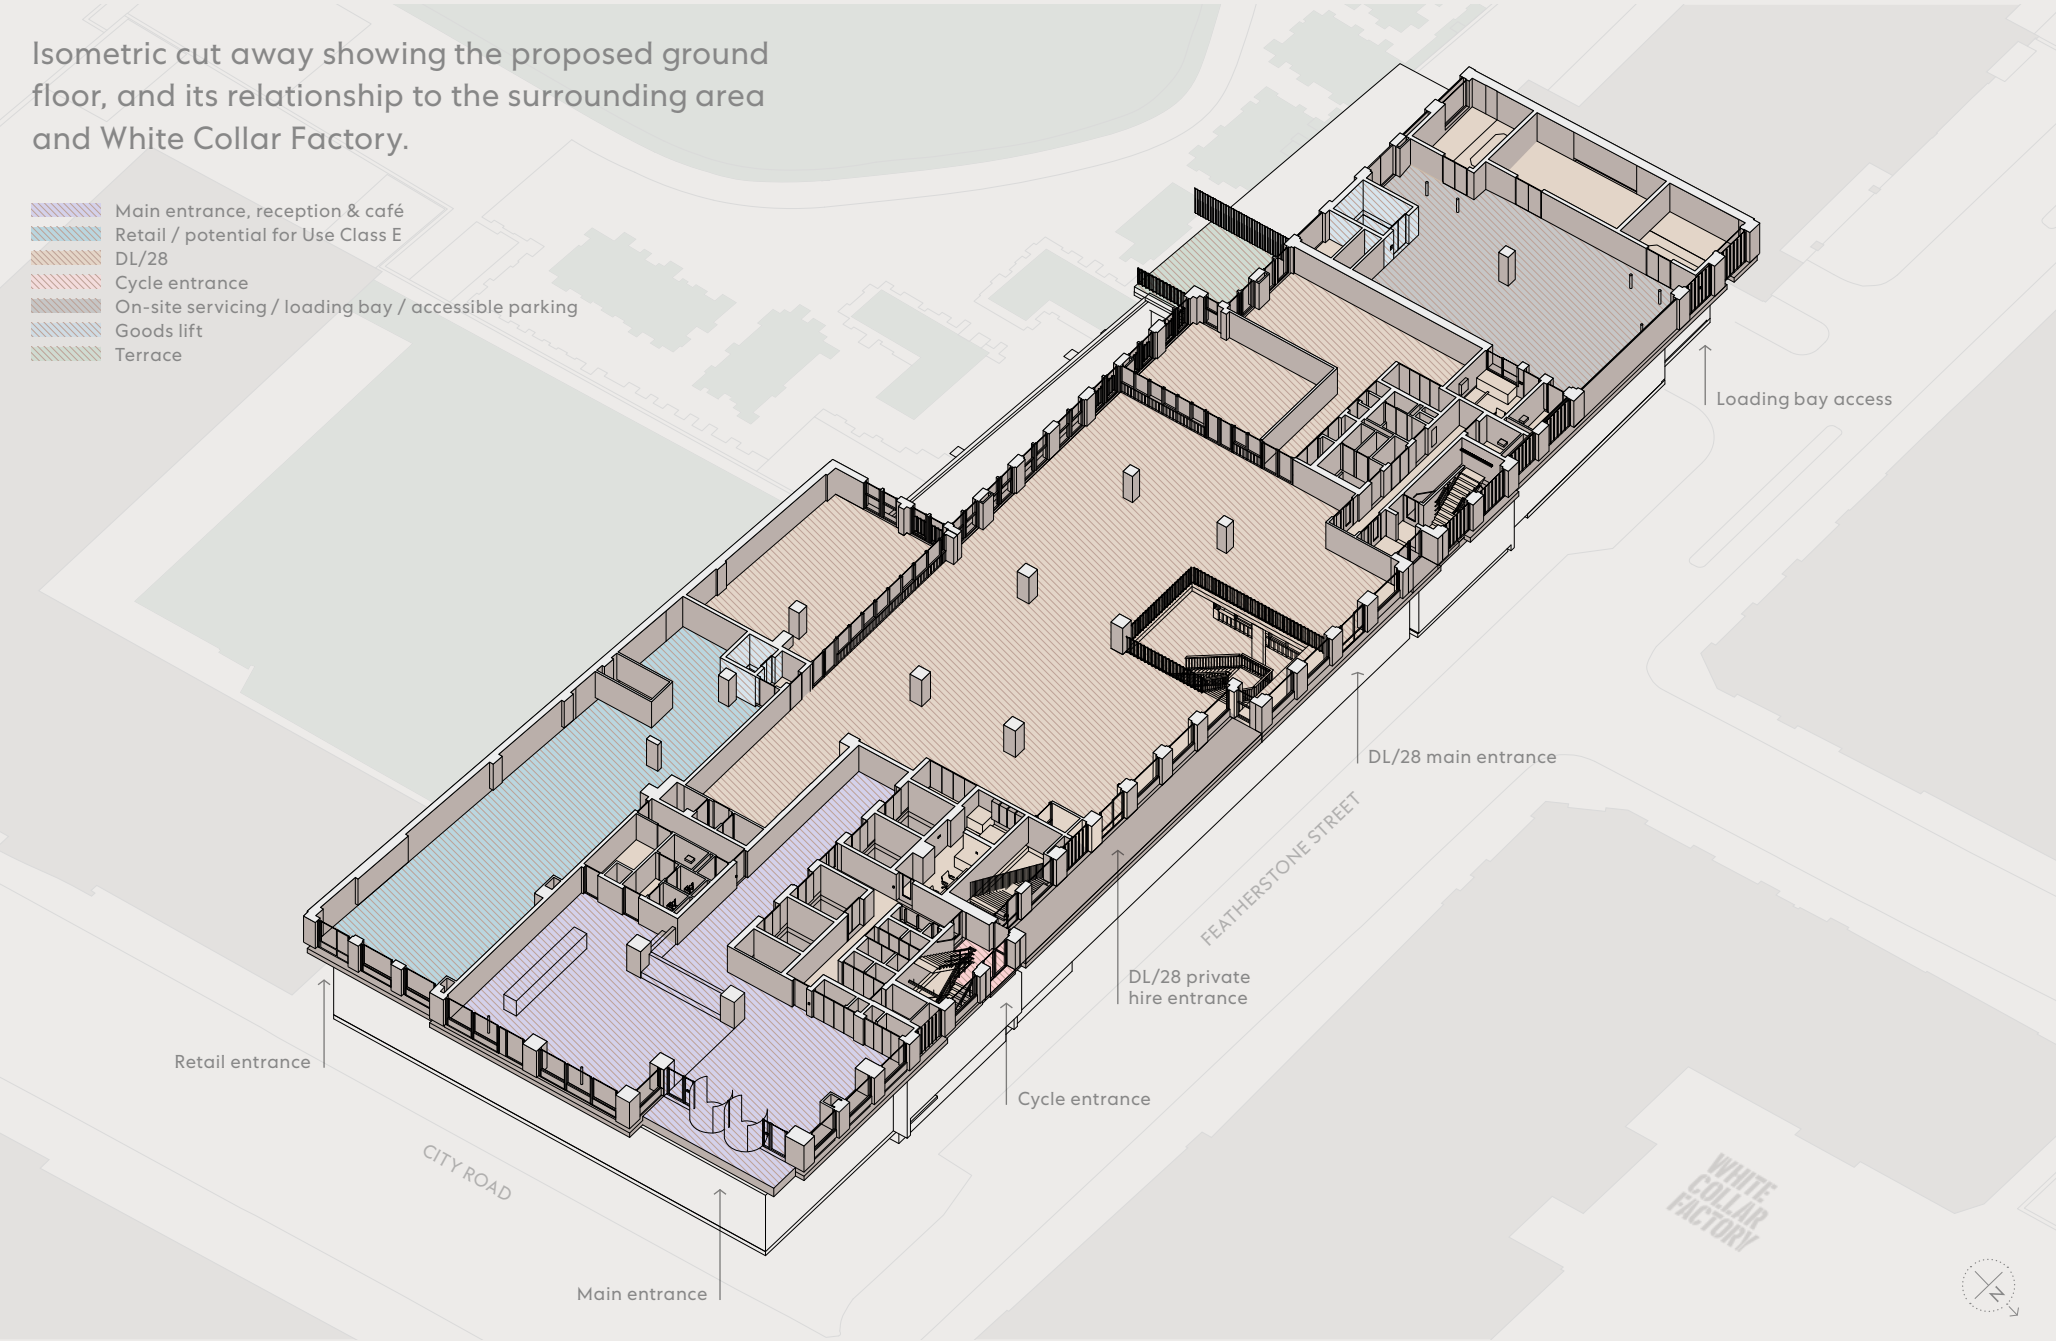 Isometric cut away showing the proposed ground
floor, and its relationship to the surrounding area
and White Collar Factory.
Main entrance, reception & café
Retail / potential for Use Class E
DL/28
Cycle entrance
On-site servicing / loading bay / accessible parking
Goods lift
Terrace
Loading bay access
DL/28 main entrance
FEATHERSTONE STREET
DL/28 private
hire entrance
Retail entrance
Cycle entrance
CITY ROAD
WHITE
COLLAR
FACTORY
Main entrance
N